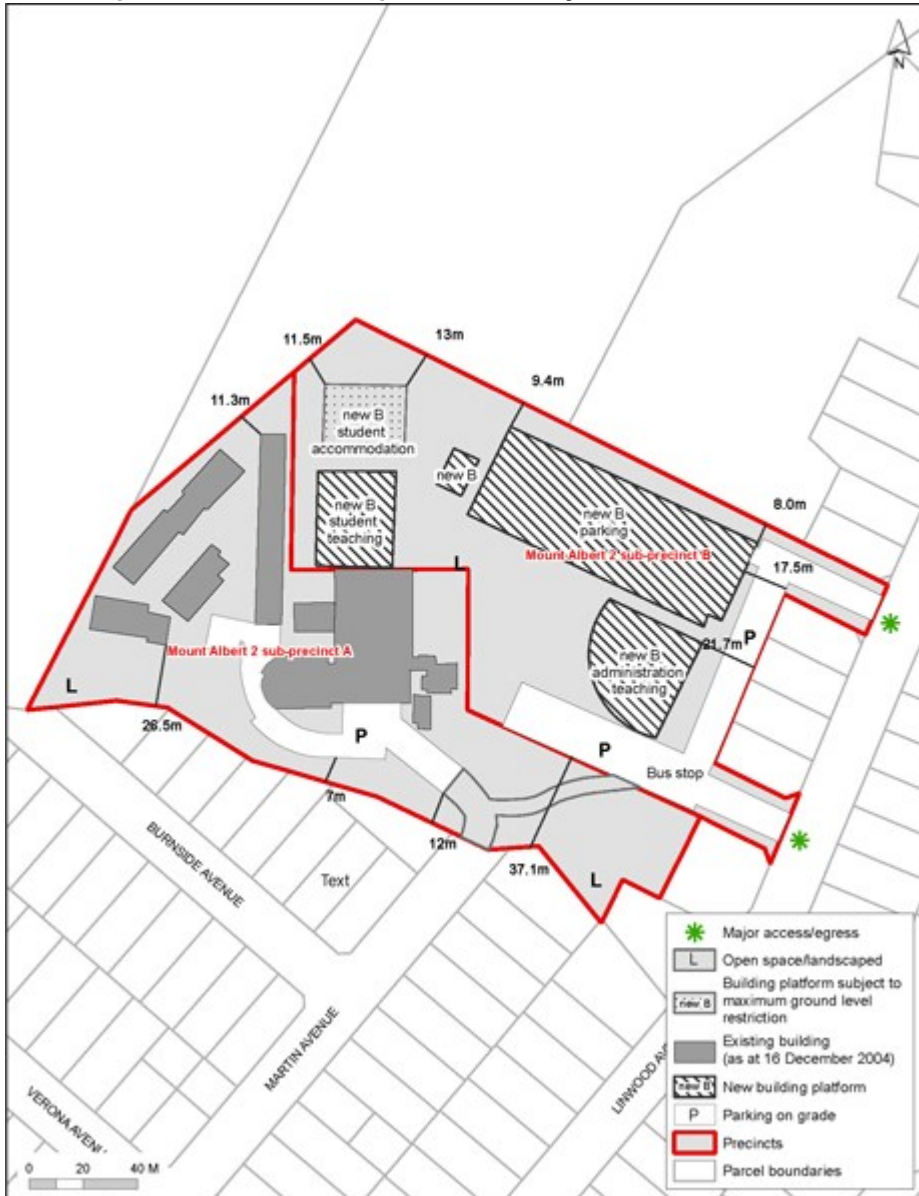 N
11.5m
13m
11.3m
9.4m
new B
student
accommodation
new B
new B
student
teaching
new B
parking
8.0m
Mount Albert 2 sub-precinct B
17.5m
L
P
21.7m
Mount Albert 2 sub-precinct A
new B
administration
teaching
L
26.5m
P
P
Bus stop
7m
12m
37.1m
L
Text
BURNSIDE AVENUE
MARTIN AVENUE
LINWOOD
VERONA
0 20 40 M
Major access/egress
L Open space/landscaped
new B Building platform subject to
maximum ground level
restriction
Existing building
(as at 16 December 2004)
new B New building platform
P Parking on grade
Precincts
Parcel boundaries